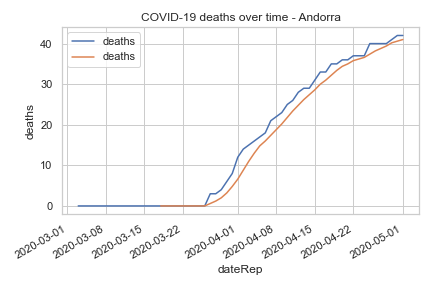 COVID-19 deaths over time - Andorra
deaths
deaths
40
30
20
10
0
deaths
2020-03-01
2020-03-08
2020-03-15
2020-03-22
2020-04-01
2020-04-08
2020-04-15
2020-04-22
2020-05-01
dateRep